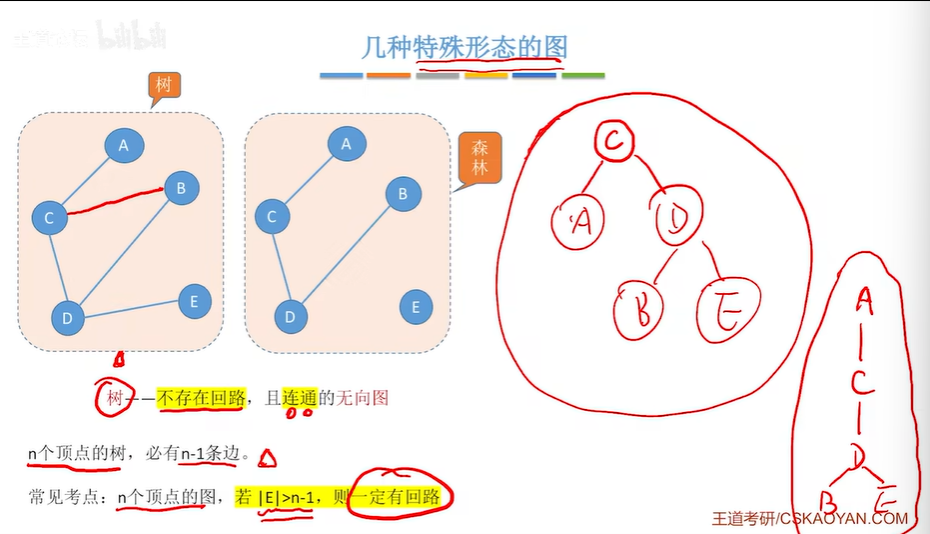 几种特殊形态的图
树
A
B
C
D
E
森林
A
B
C
D
E
C
A
D
B
E
A
C
D
B
E
树——不存在回路，且连通的无向图
n个顶点的树，必有n-1条边。
常见考点：n个顶点的图，若 |E|>n-1，则一定有回路
王道考研/CSKAOYAN.COM